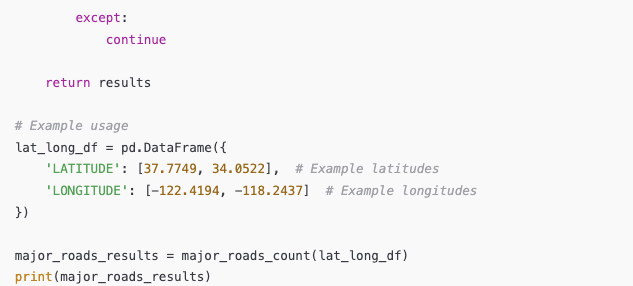 except:
            continue

    return results

# Example usage
lat_long_df = pd.DataFrame({
    'LATITUDE': [37.7749, 34.0522],  # Example latitudes
    'LONGITUDE': [-122.4194, -118.2437]  # Example longitudes
})

major_roads_results = major_roads_count(lat_long_df)
print(major_roads_results)